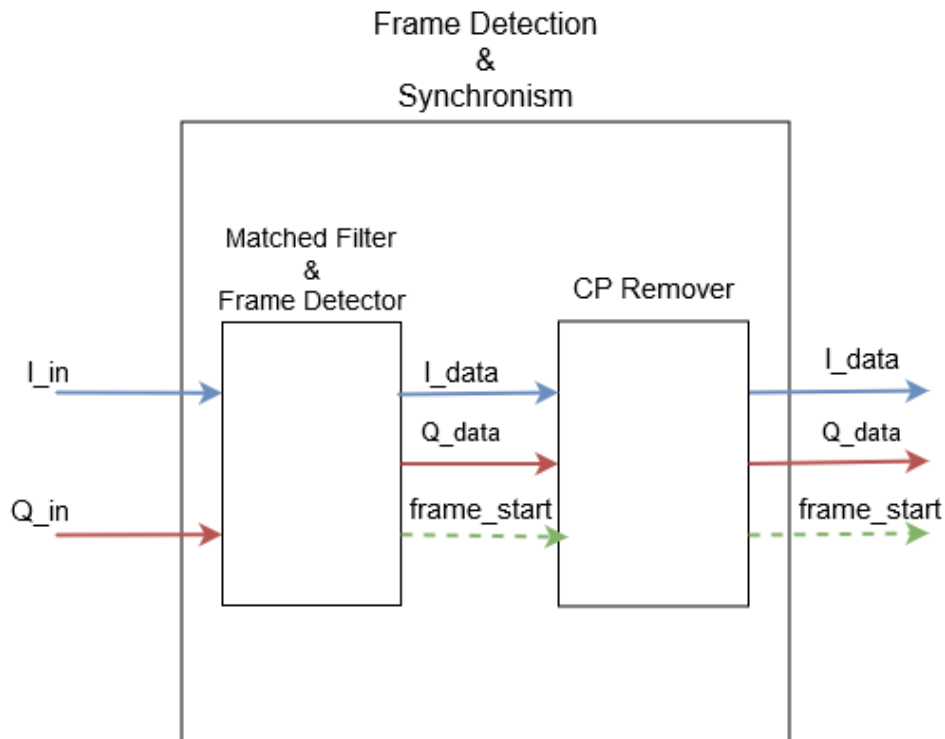 Frame Detection
&
Synchronism
Matched Filter
&
Frame Detector
CP Remover
I_in
I_data
I_data
Q_data
Q_data
Q_in
frame_start
frame_start